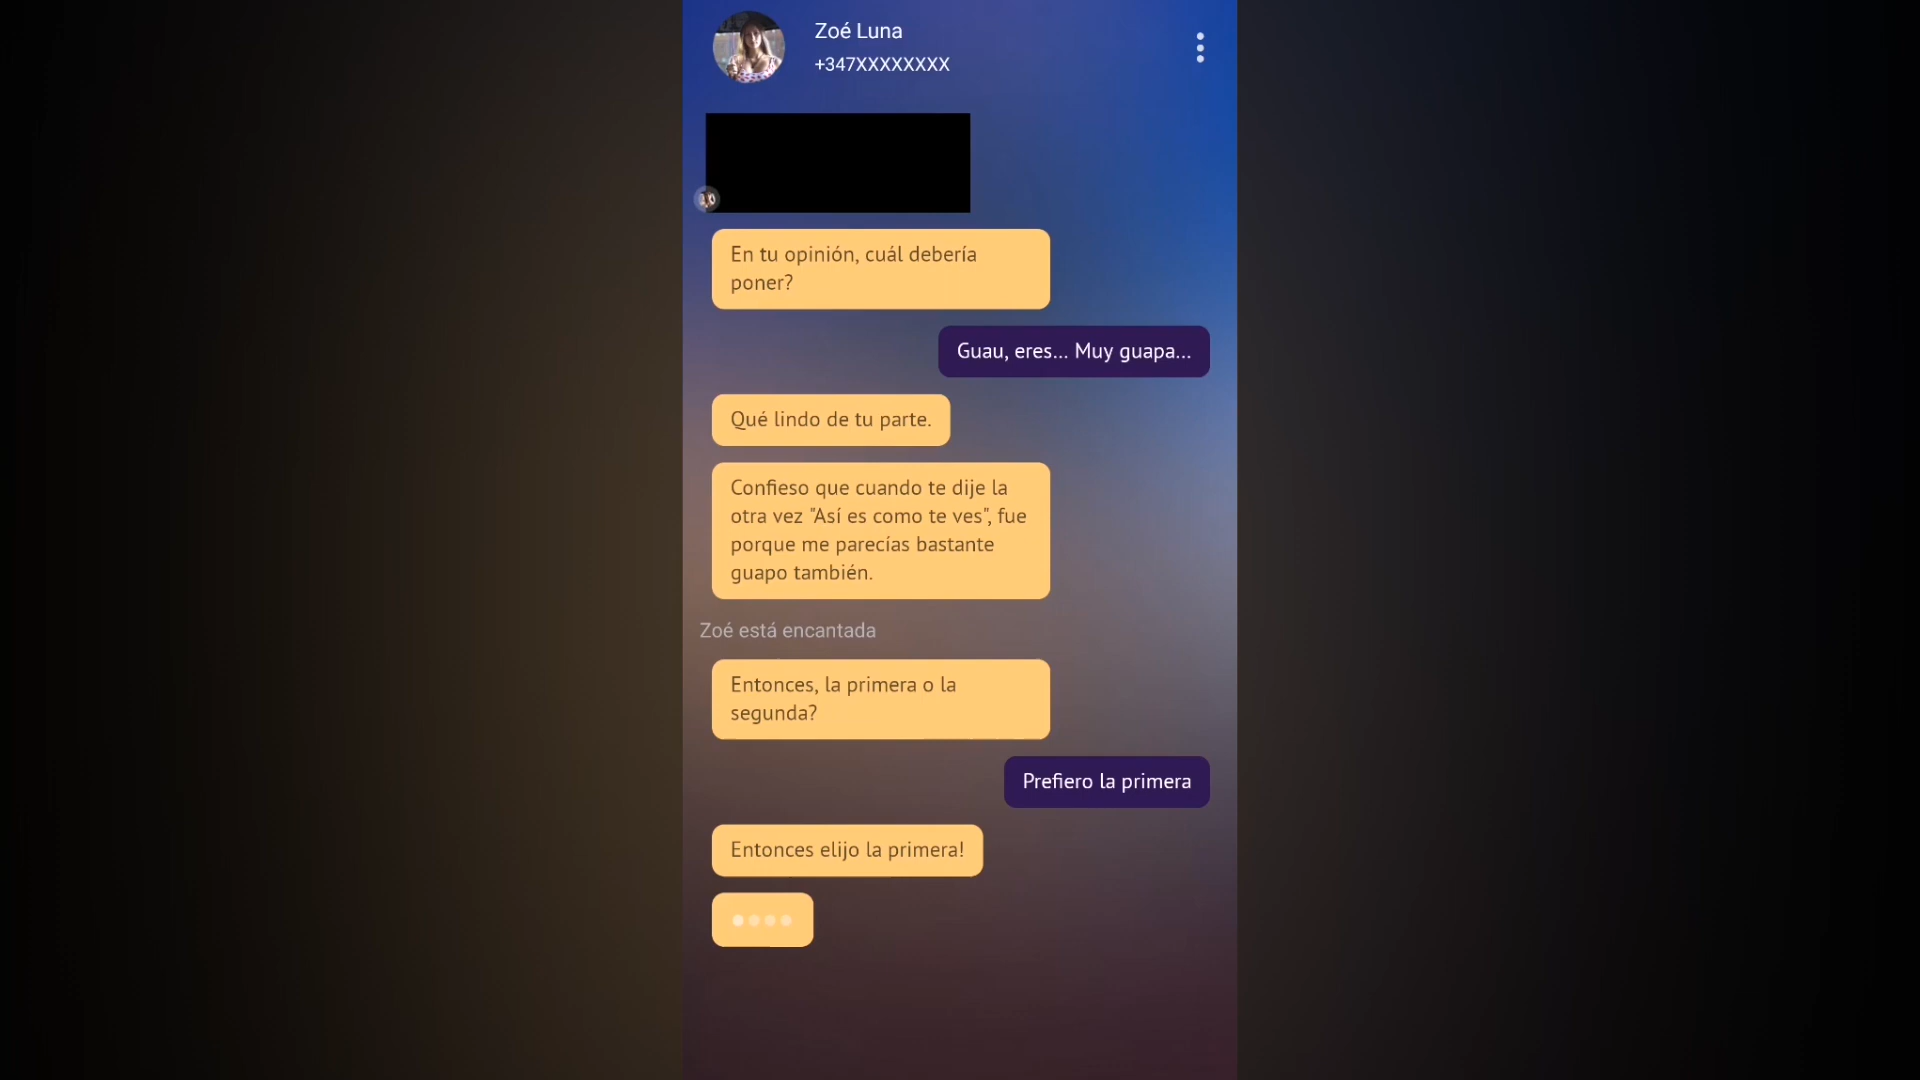 Zoé Luna
+347XXXXXXXX
En tu opinión, cuál debería
poner?
Guau, eres... Muy guapa...
Qué lindo de tu parte.
Confieso que cuando te dije la
otra vez "Así es como te ves", fue
porque me parecías bastante
guapo también.
Zoé está encantada
Entonces, la primera o la
segunda?
Prefiero la primera
Entonces elijo la primera!